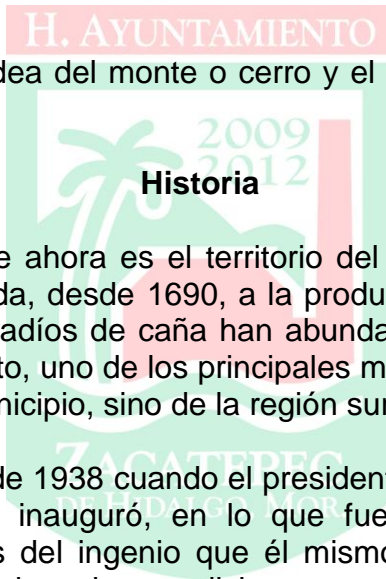 H. AYUNTAMIENTO
dea del monte o cerro y el
2009
2012
Historia
e ahora es el territorio del
da, desde 1690, a la produ
adíos de caña han abunda
to, uno de los principales m
nicipio, sino de la región sur
ZACATEPEC
de 1938 cuando el president
DE HIDALGO, MOR.
inauguró, en lo que fue
s del ingenio que él mismo